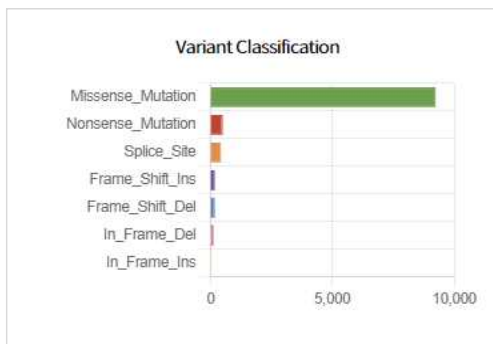 Variant Classification
Missense_Mutation
Nonsense_Mutation
Splice_Site
Frame_Shift_Ins
Frame_Shift_Del
In_Frame_Del
In_Frame_Ins
0 5,000 10,000